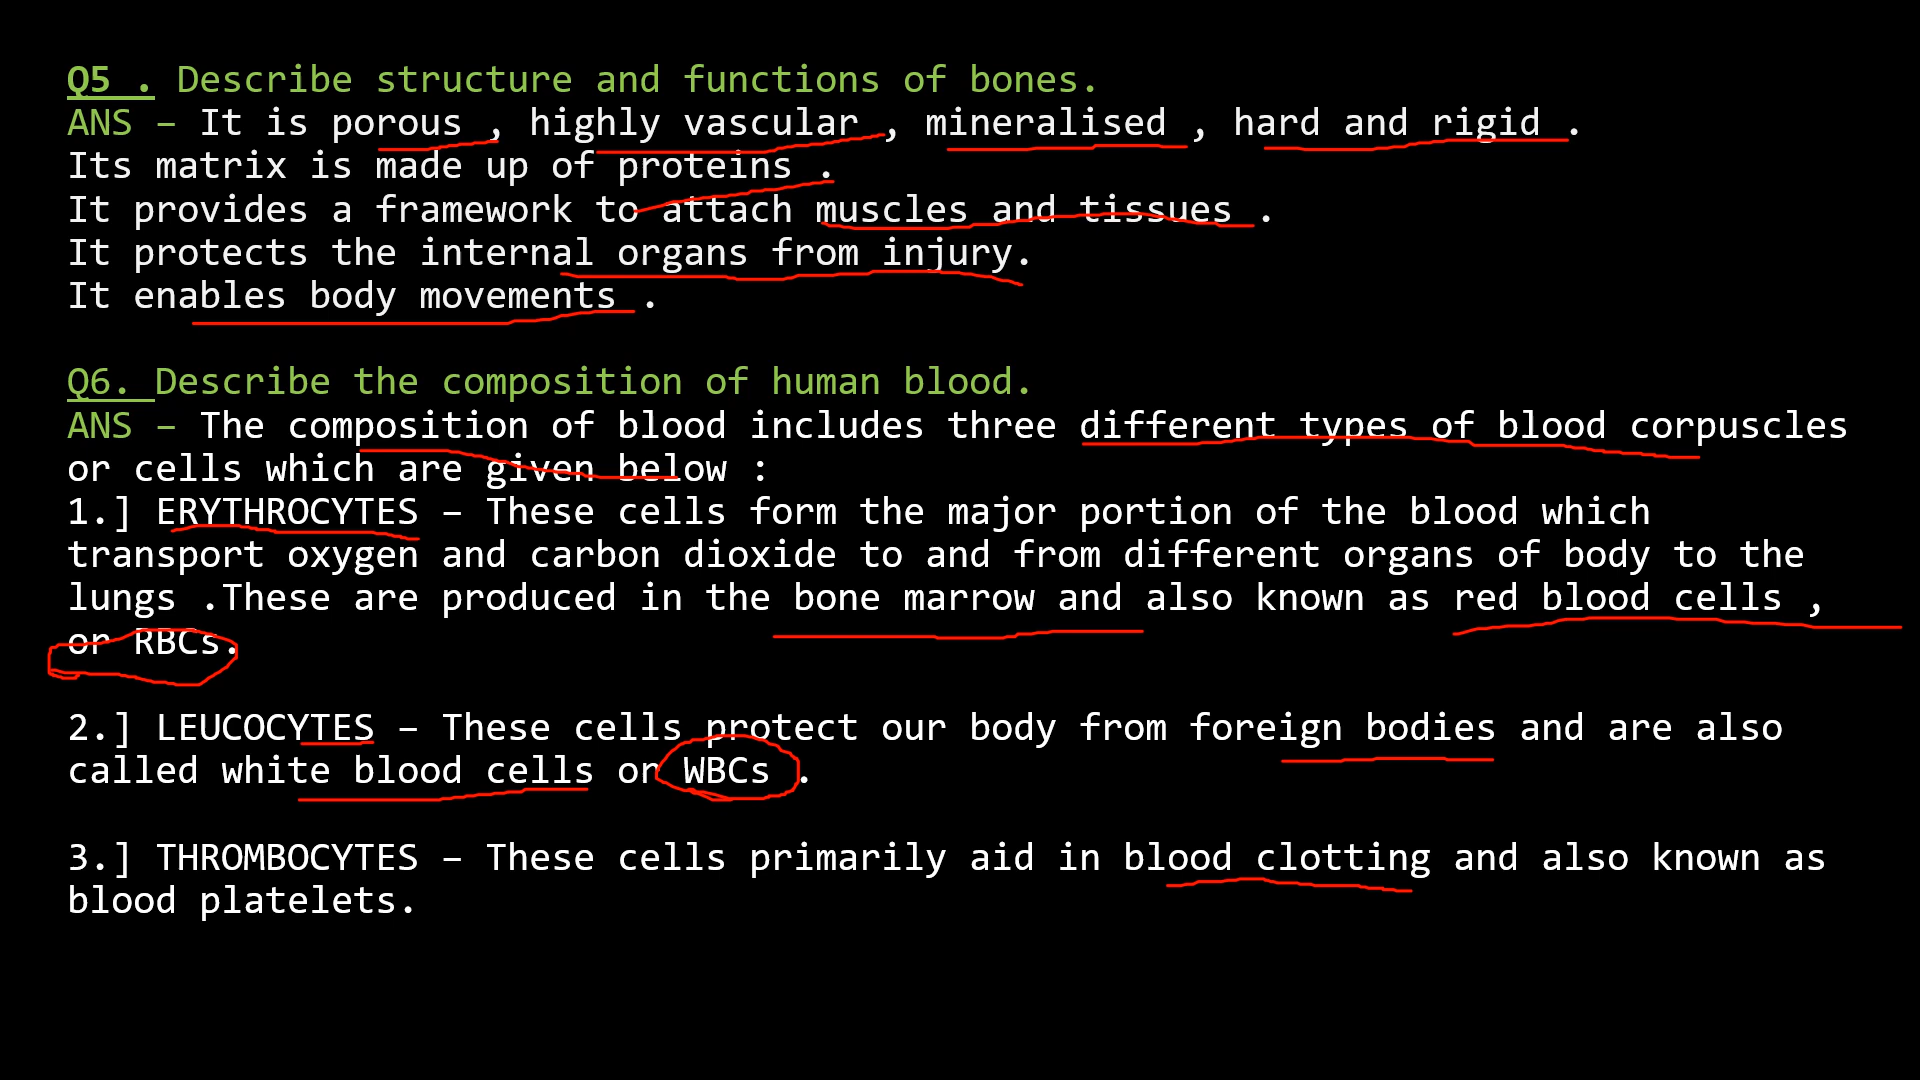 Q5 . Describe structure and functions of bones.
ANS – It is porous , highly vascular , mineralised , hard and rigid .
Its matrix is made up of proteins .
It provides a framework to attach muscles and tissues .
It protects the internal organs from injury.
It enables body movements .
Q6. Describe the composition of human blood.
ANS – The composition of blood includes three different types of blood corpuscles
or cells which are given below :
1.] ERYTHROCYTES – These cells form the major portion of the blood which
transport oxygen and carbon dioxide to and from different organs of body to the
lungs .These are produced in the bone marrow and also known as red blood cells ,
or RBCs.
2.] LEUCOCYTES – These cells protect our body from foreign bodies and are also
called white blood cells or WBCs .
3.] THROMBOCYTES – These cells primarily aid in blood clotting and also known as
blood platelets.